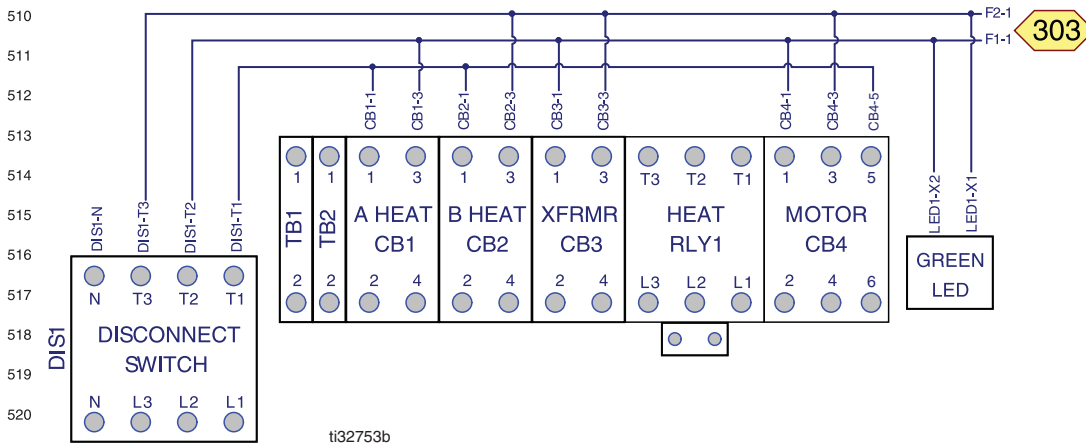 510
F2-1
303
511
F1-1
512
CB1-1
CB1-3
CB2-1
CB2-3
CB3-1
CB3-3
CB4-1
CB4-3
CB4-5
513
514
1 1 1 3 1 3 1 3 T3 T2 T1 1 3 5
515
DIS1-N
DIS1-T3
DIS1-T2
DIS1-T1
TB1
TB2
A HEAT
CB1
B HEAT
CB2
XFRMR
CB3
HEAT
RLY1
MOTOR
CB4
LED1-X2
LED1-X1
516
GREEN
LED
517
N T3 T2 T1
2 2 2 4 2 4 2 4 L3 L2 L1 2 4 6
518
DIS1
DISCONNECT
SWITCH
519
N L3 L2 L1
520
ti32753b